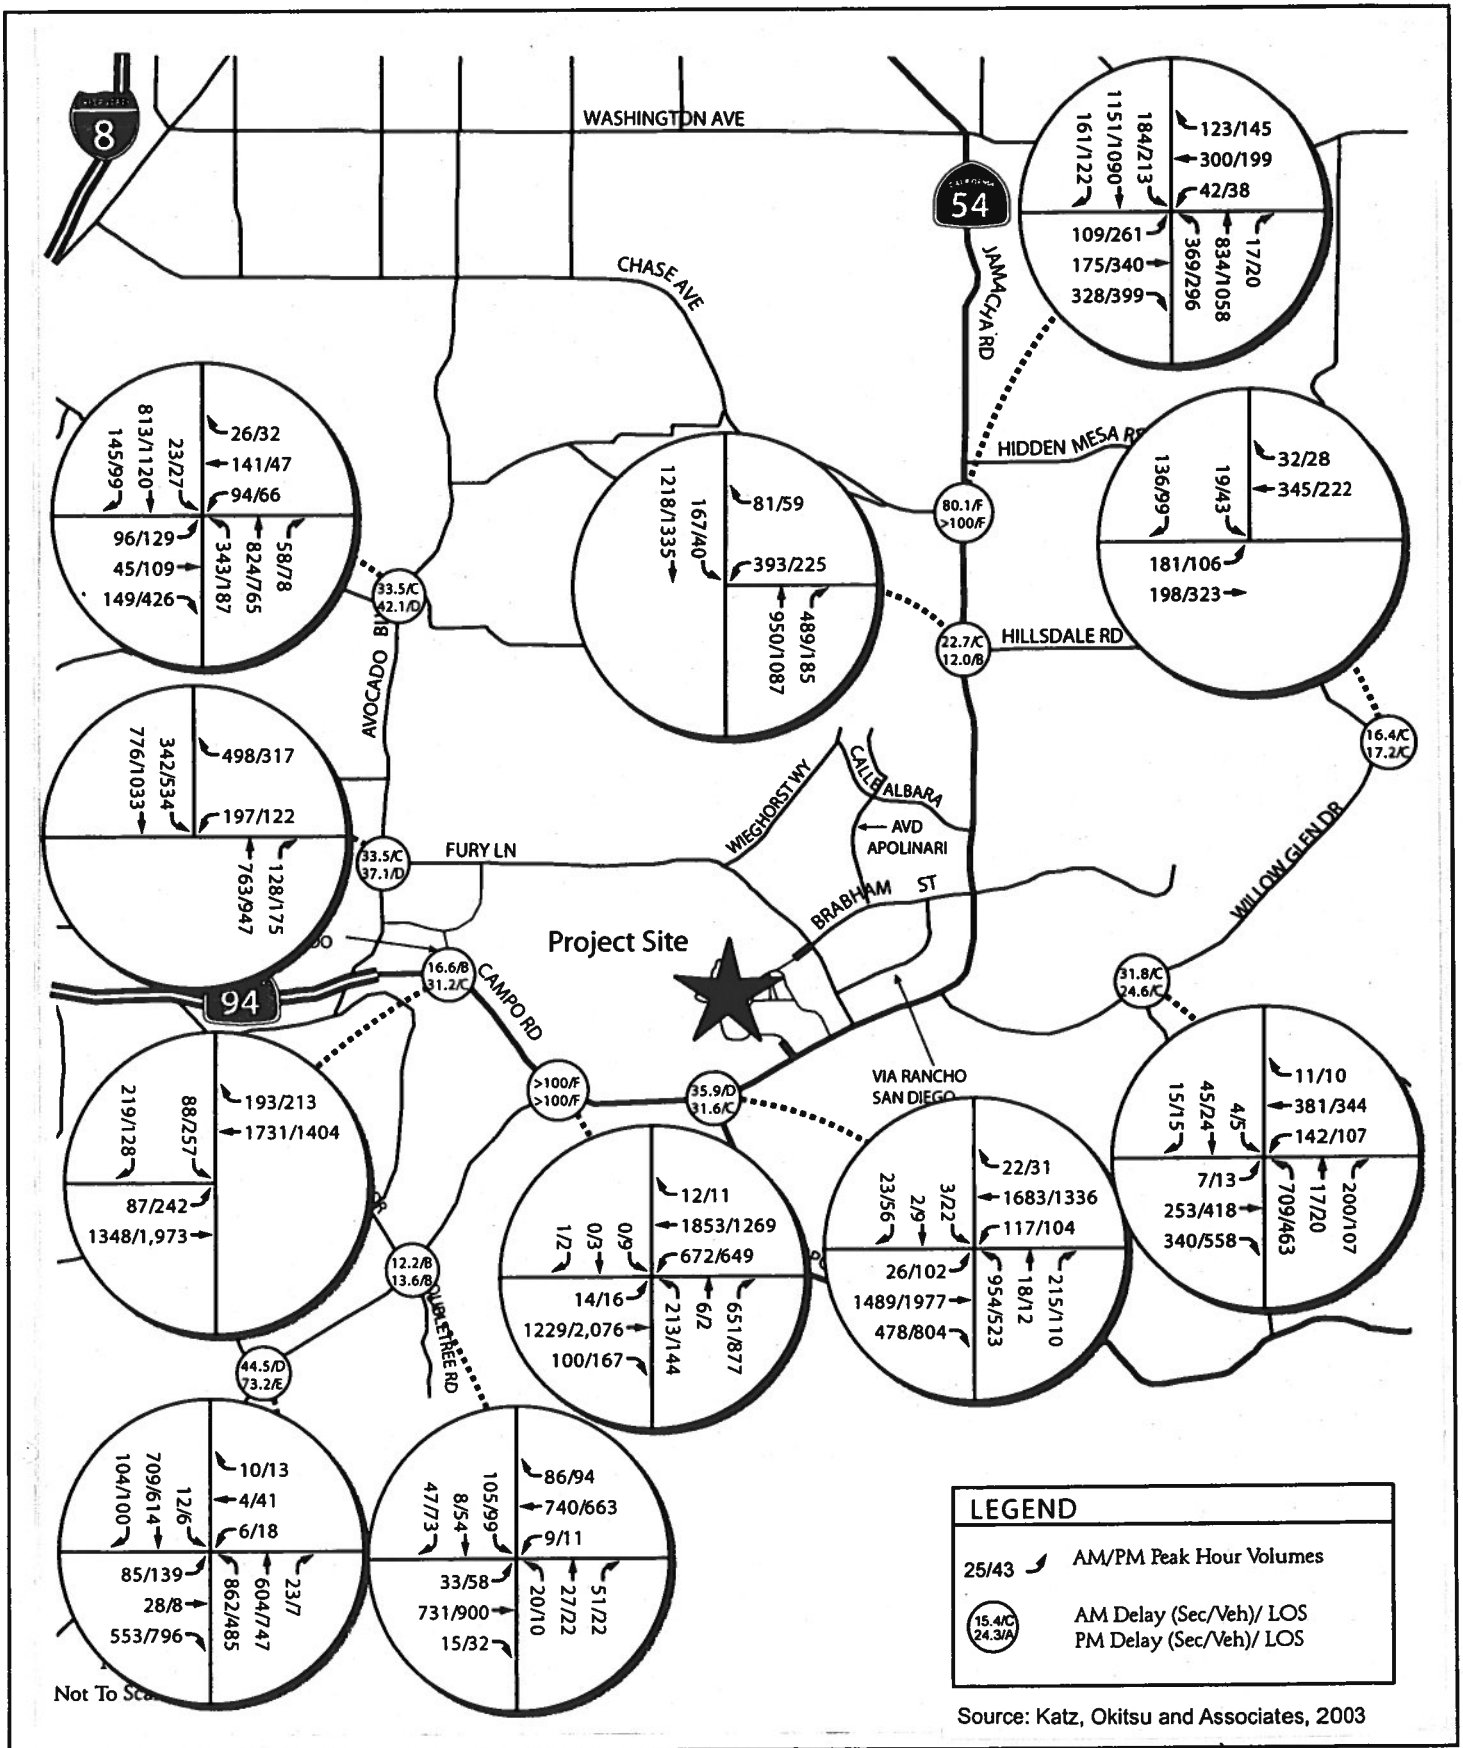 8
WASHINGTON AVE
CALIFORNIA
54
JAMACHA RD
CHASE AVE
161/122
1151/1090
184/213
123/145
300/199
42/38
109/261
175/340
328/399
369/296
834/1058
17/20
HIDDEN MESA
145/99
813/1120
23/27
26/32
141/47
94/66
96/129
45/109
149/426
343/187
824/765
58/78
1218/1335
167/40
81/59
393/225
950/1087
489/185
80.1/F
>100/F
136/99
19/43
32/28
345/222
181/106
198/323
33.5/C
42.1/D
AVOCADO
22.7/C
12.0/B
HILLSDALE RD
16.4/C
17.2/C
776/1033
342/534
498/317
197/122
763/947
128/175
33.5/C
37.1/D
FURY LN
WIEGHORST WY
CALLE ALBARA
AVD
APOLINARI
BRABHAM ST
WILLOW GLEN DR
Project Site
94
16.6/B
31.2/C
CAMPO RD
31.8/C
24.6/C
>100/F
>100/F
35.9/D
31.6/C
VIA RANCHO
SAN DIEGO
219/128
88/257
193/213
1731/1404
87/242
1348/1,973
1/2
0/3
0/9
12/11
1853/1269
672/649
14/16
1229/2,076
100/167
213/144
6/2
651/877
23/56
2/9
3/22
22/31
1683/1336
117/104
26/102
1489/1977
478/804
954/523
18/12
215/110
15/15
45/24
4/5
11/10
381/344
142/107
7/13
253/418
340/558
709/463
17/20
200/107
12.2/B
13.6/B
OUBLETREE RD
44.5/D
73.2/E
104/100
709/614
12/6
10/13
4/41
6/18
85/139
28/8
553/796
862/485
604/747
23/7
47/73
8/54
105/99
86/94
740/663
9/11
33/58
731/900
15/32
20/10
27/22
51/22
Not To
LEGEND
25/43 AM/PM Peak Hour Volumes
15.4/C AM Delay (Sec/Veh)/ LOS
24.3/A PM Delay (Sec/Veh)/ LOS
Source: Katz, Okitsu and Associates, 2003